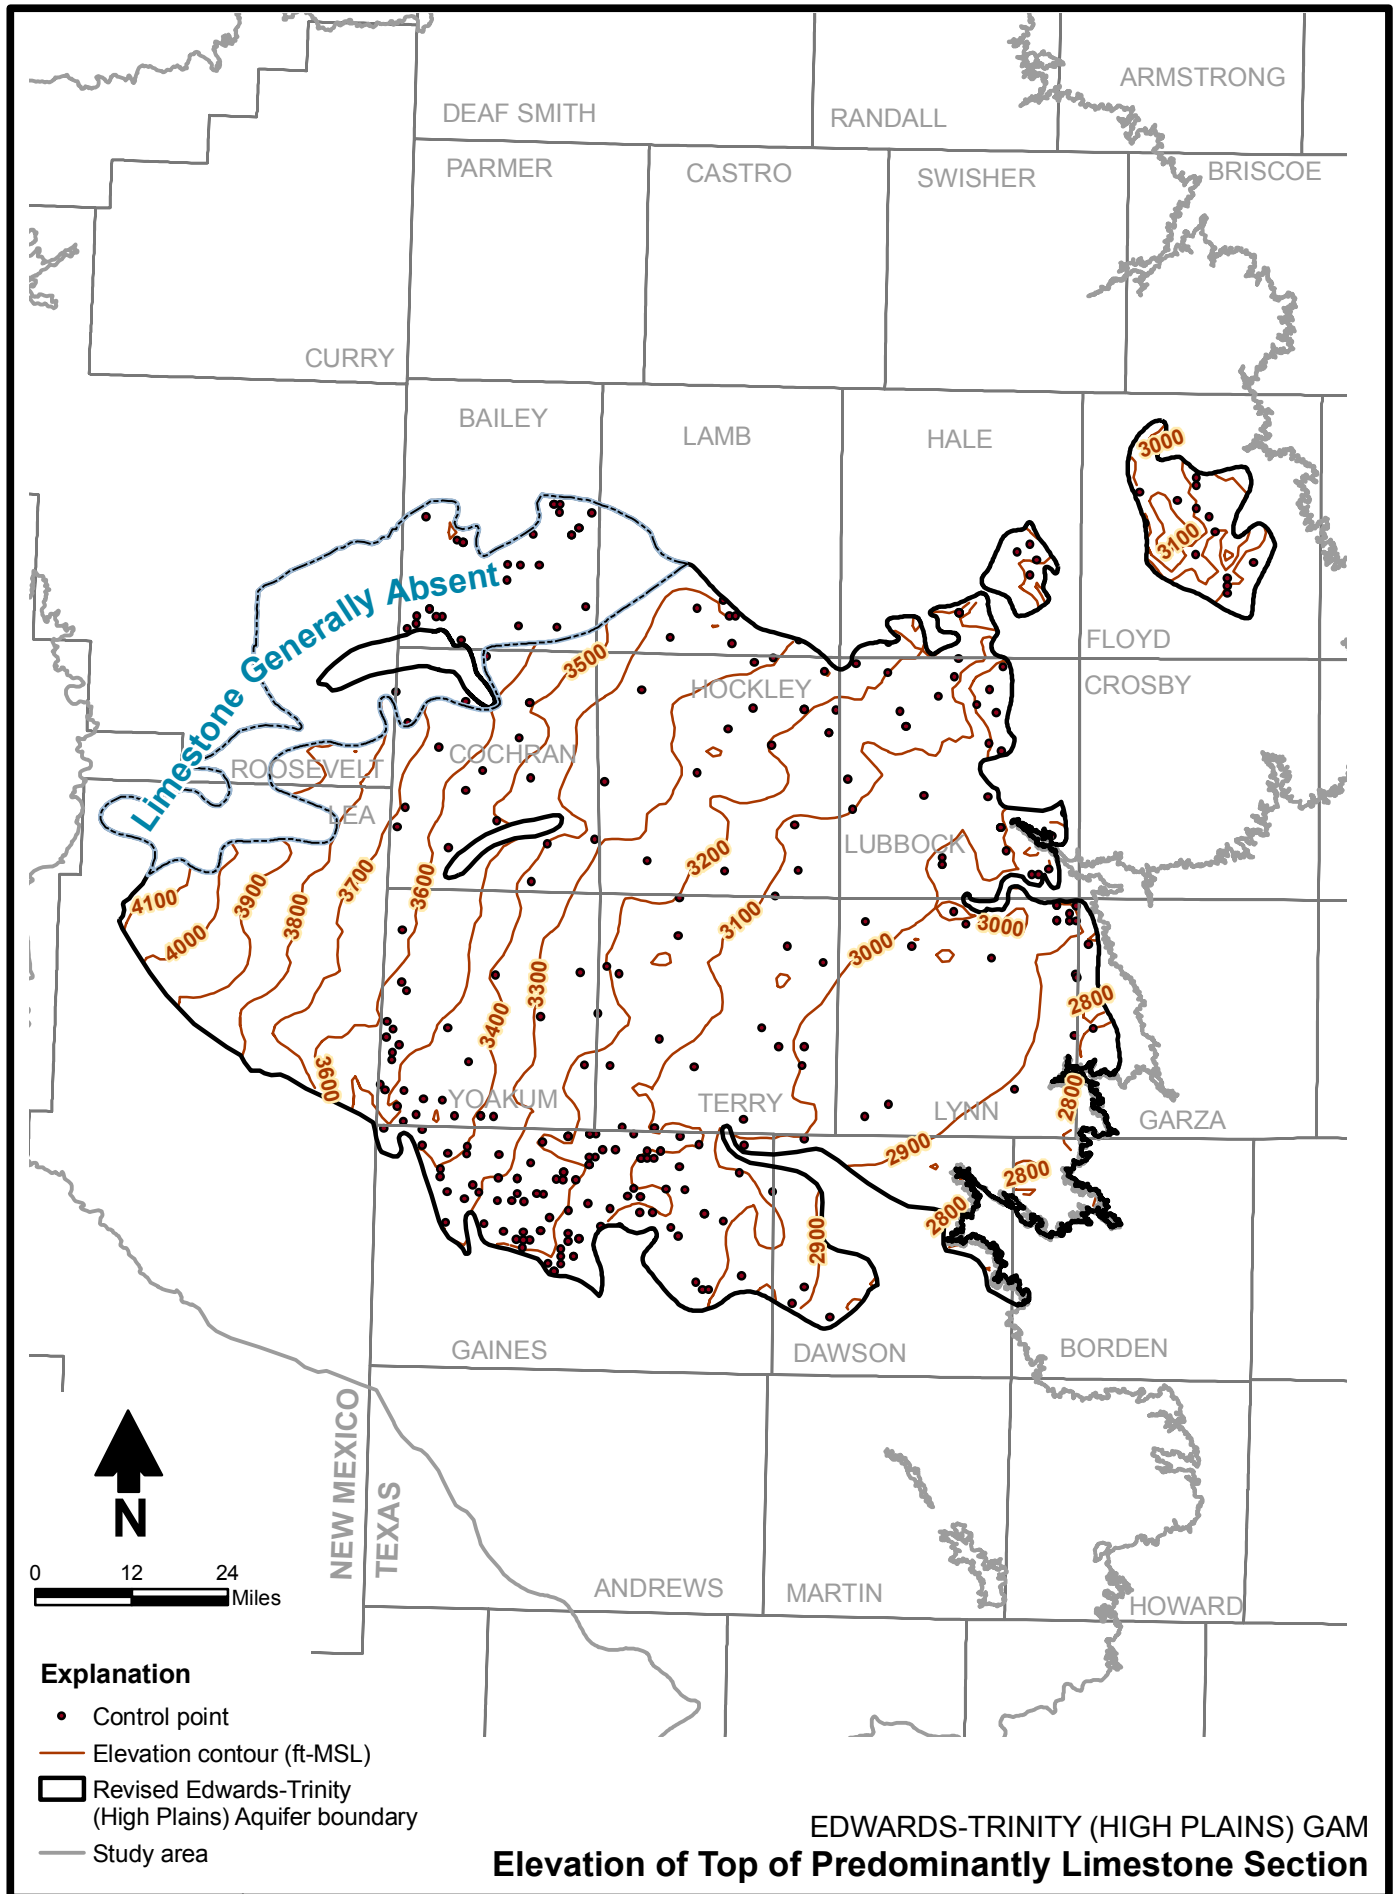 ARMSTRONG
DEAF SMITH
RANDALL
PARMER
CASTRO
SWISHER
BRISCOE
CURRY
BAILEY
LAMB
HALE
3000
3100
Limestone Generally Absent
FLOYD
3500
HOCKLEY
CROSBY
COCHRAN
ROOSEVELT
LEA
LUBBOCK
3200
3700
3600
3900
4100
3800
3100
3000
4000
3000
3300
2800
3400
3600
YOAKUM
TERRY
LYNN
2800
GARZA
2900
2800
2800
2900
GAINES
DAWSON
BORDEN
NEW MEXICO
TEXAS
N
0 12 24
Miles
ANDREWS
MARTIN
HOWARD
Explanation
Control point
Elevation contour (ft-MSL)
Revised Edwards-Trinity
(High Plains) Aquifer boundary
Study area
EDWARDS-TRINITY (HIGH PLAINS) GAM
Elevation of Top of Predominantly Limestone Section